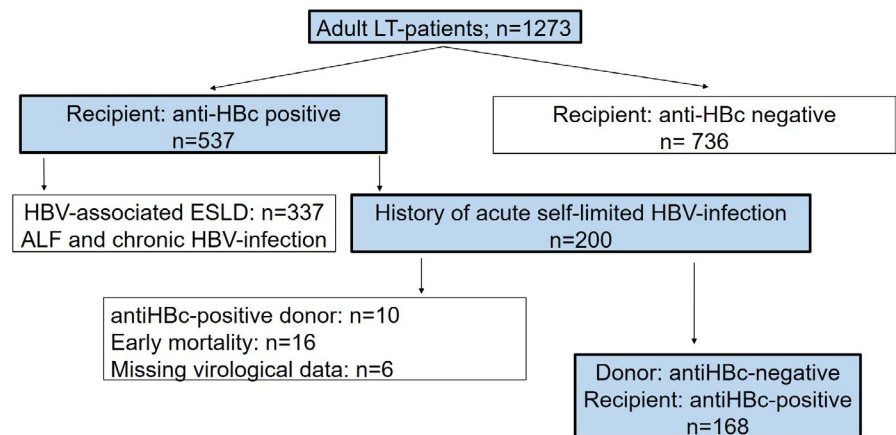 Adult LT-patients; n=1273
Recipient: anti-HBc positive
n=537
Recipient: anti-HBc negative
n= 736
HBV-associated ESLD: n=337
ALF and chronic HBV-infection
History of acute self-limited HBV-infection
n=200
antiHBc-positive donor: n=10
Early mortality: n=16
Missing virological data: n=6
Donor: antiHBc-negative
Recipient: antiHBc-positive
n=168